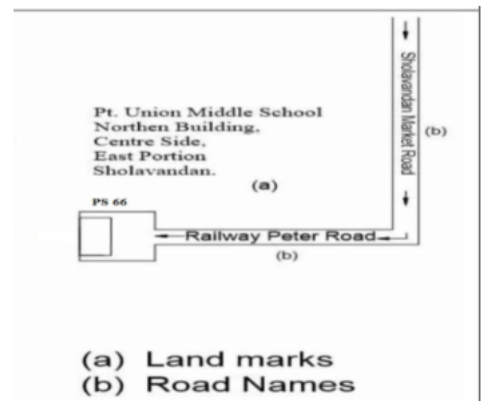 Sholavandan Market Road
(b)
Pt. Union Middle School
Northen Building,
Centre Side,
East Portion
Sholavandan.
(a)
PS 66
Railway Peter Road
(b)
(a) Land marks
(b) Road Names